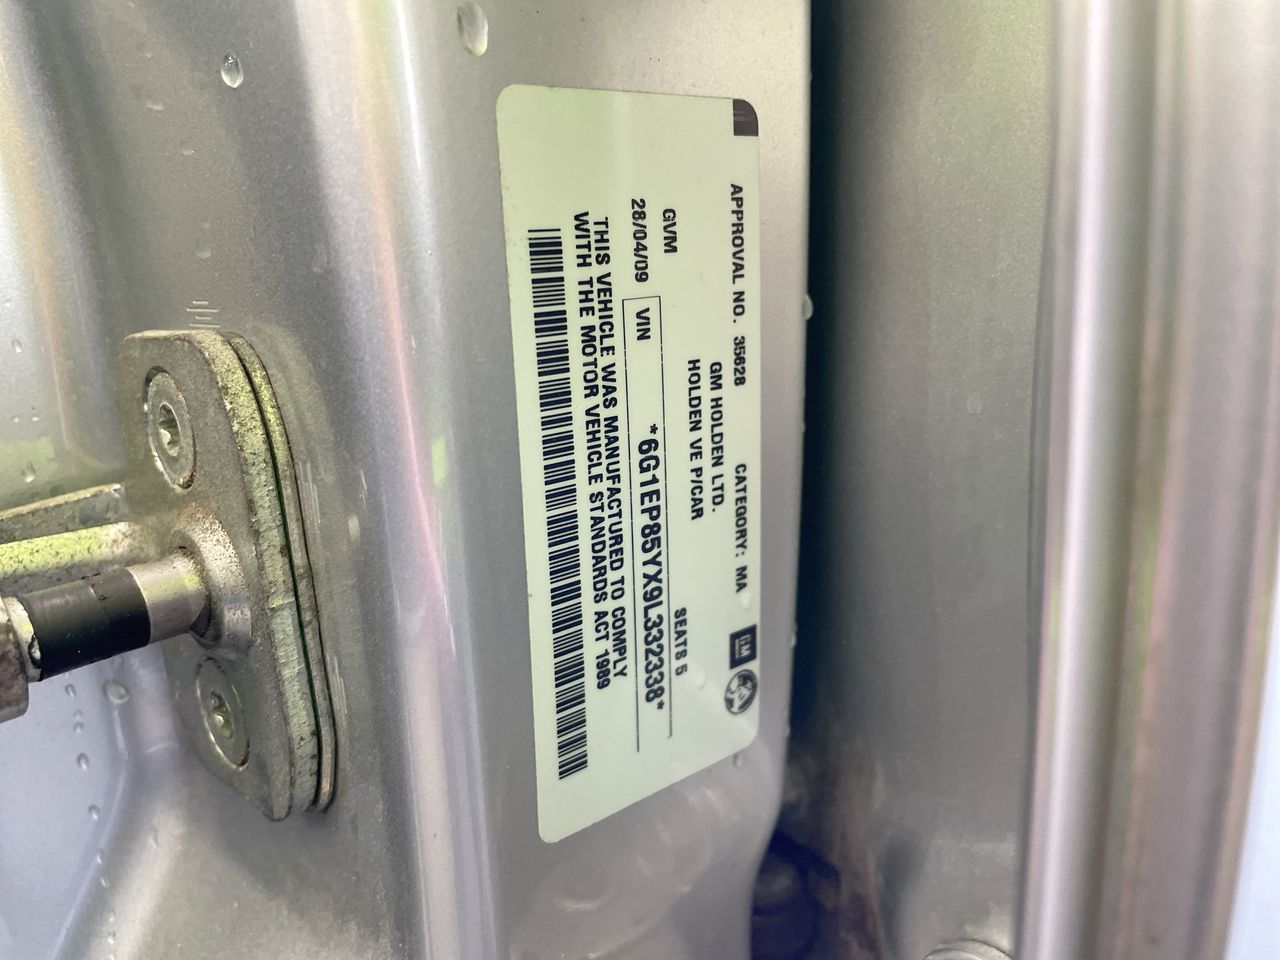 APPROVAL NO. 35628 CATEGORY: MA GM
GM HOLDEN LTD.
HOLDEN VE P/CAR
GVM SEATS 5
28/04/09 VIN *6G1EP85YX9L332338*
THIS VEHICLE WAS MANUFACTURED TO COMPLY
WITH THE MOTOR VEHICLE STANDARDS ACT 1989